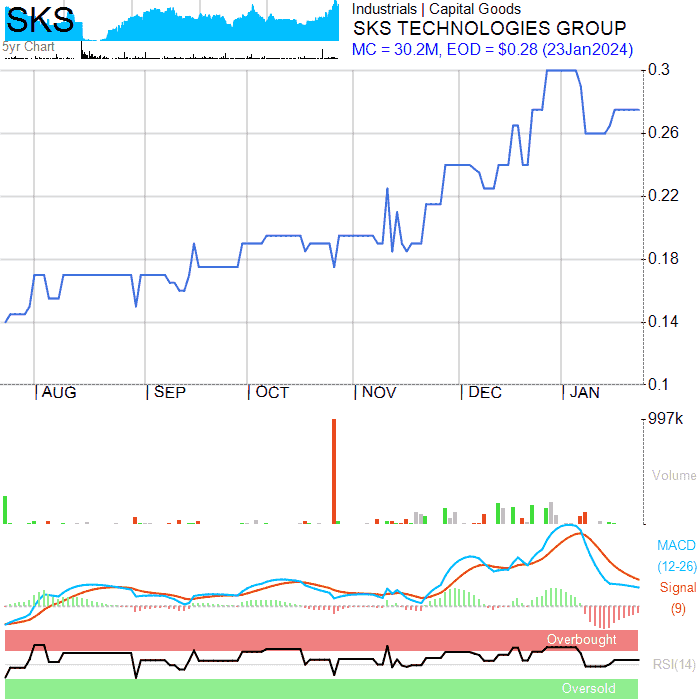 SKS
5yr Chart
Industrials | Capital Goods
SKS TECHNOLOGIES GROUP
MC = 30.2M, EOD = $0.28 (23Jan2024)
0.3
0.26
0.22
0.18
0.14
0.1
AUG SEP OCT NOV DEC JAN
997k
Volume
MACD
(12-26)
Signal
(9)
Overbought
RSI(14)
Oversold